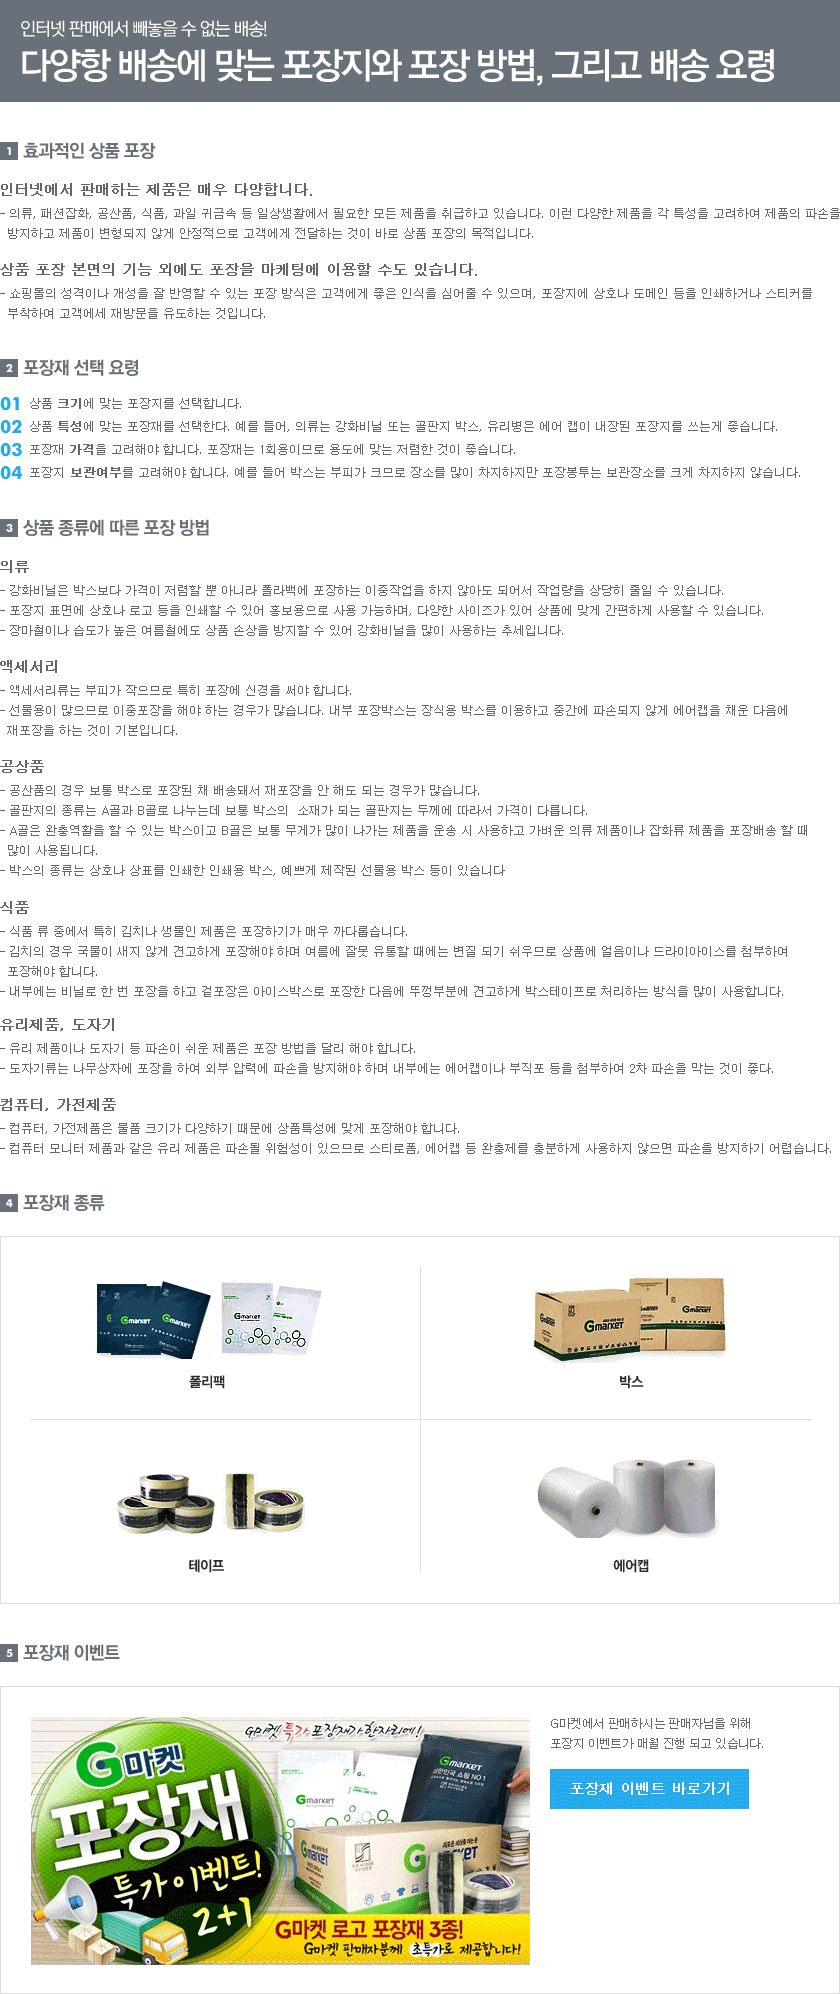 인터넷 판매에서 빼놓을 수 없는 배송!
다양항 배송에 맞는 포장지와 포장 방법, 그리고 배송 요령
1 효과적인 상품 포장
인터넷에서 판매하는 제품은 매우 다양합니다.
- 의류, 패션잡화, 공산품, 식품, 과일 귀금속 등 일상생활에서 필요한 모든 제품을 취급하고 있습니다. 이런 다양한 제품을 각 특성을 고려하여 제품의 파손을
방지하고 제품이 변형되지 않게 안정적으로 고객에게 전달하는 것이 바로 상품 포장의 목적입니다.
상품 포장 본면의 기능 외에도 포장을 마케팅에 이용할 수도 있습니다.
- 쇼핑몰의 성격이나 개성을 잘 반영할 수 있는 포장 방식은 고객에게 좋은 인식을 심어줄 수 있으며, 포장지에 상호나 도메인 등을 인쇄하거나 스티커를
부착하여 고객에세 재방문을 유도하는 것입니다.
2 포장재 선택 요령
01 상품 크기에 맞는 포장지를 선택합니다.
02 상품 특성에 맞는 포장재를 선택한다. 예를 들어, 의류는 강화비닐 또는 골판지 박스, 유리병은 에어 캡이 내장된 포장지를 쓰는게 좋습니다.
03 포장재 가격을 고려해야 합니다. 포장재는 1회용이므로 용도에 맞는 저렴한 것이 좋습니다.
04 포장지 보관여부를 고려해야 합니다. 예를 들어 박스는 부피가 크므로 장소를 많이 차지하지만 포장봉투는 보관장소를 크게 차지하지 않습니다.
3 상품 종류에 따른 포장 방법
의류
- 강화비닐은 박스보다 가격이 저렴할 뿐 아니라 폴라백에 포장하는 이중작업을 하지 않아도 되어서 작업량을 상당히 줄일 수 있습니다.
- 포장지 표면에 상호나 로고 등을 인쇄할 수 있어 홍보용으로 사용 가능하며, 다양한 사이즈가 있어 상품에 맞게 간편하게 사용할 수 있습니다.
- 장마철이나 습도가 높은 여름철에도 상품 손상을 방지할 수 있어 강화비닐을 많이 사용하는 추세입니다.
액세서리
- 액세서리류는 부피가 작으므로 특히 포장에 신경을 써야 합니다.
- 선물용이 많으므로 이중포장을 해야 하는 경우가 많습니다. 내부 포장박스는 장식용 박스를 이용하고 중간에 파손되지 않게 에어캡을 채운 다음에
재포장을 하는 것이 기본입니다.
공상품
- 공산품의 경우 보통 박스로 포장된 채 배송돼서 재포장을 안 해도 되는 경우가 많습니다.
- 골판지의 종류는 A골과 B골로 나누는데 보통 박스의 소재가 되는 골판지는 두께에 따라서 가격이 다릅니다.
- A골은 완충역활을 할 수 있는 박스이고 B골은 보통 무게가 많이 나가는 제품을 운송 시 사용하고 가벼운 의류 제품이나 잡화류 제품을 포장배송 할 때
많이 사용됩니다.
- 박스의 종류는 상호나 상표를 인쇄한 인쇄용 박스, 예쁘게 제작된 선물용 박스 등이 있습니다
식품
- 식품 류 중에서 특히 김치나 생물인 제품은 포장하기가 매우 까다롭습니다.
- 김치의 경우 국물이 새지 않게 견고하게 포장해야 하며 여름에 잘못 유통할 때에는 변질 되기 쉬우므로 상품에 얼음이나 드라이아이스를 첨부하여
포장해야 합니다.
- 내부에는 비닐로 한 번 포장을 하고 겉포장은 아이스박스로 포장한 다음에 뚜껑부분에 견고하게 박스테이프로 처리하는 방식을 많이 사용합니다.
유리제품, 도자기
- 유리 제품이나 도자기 등 파손이 쉬운 제품은 포장 방법을 달리 해야 합니다.
- 도자기류는 나무상자에 포장을 하여 외부 압력에 파손을 방지해야 하며 내부에는 에어캡이나 부직포 등을 첨부하여 2차 파손을 막는 것이 좋다.
컴퓨터, 가전제품
- 컴퓨터, 가전제품은 물품 크기가 다양하기 때문에 상품특성에 맞게 포장해야 합니다.
- 컴퓨터 모니터 제품과 같은 유리 제품은 파손될 위험성이 있으므로 스티로폼, 에어캡 등 완충제를 충분하게 사용하지 않으면 파손을 방지하기 어렵습니다.
4 포장재 종류
Gmarket
Gmarket
Gmarket
Gmarket
Gmarket
폴리팩
박스
테이프
에어캡
5 포장재 이벤트
G마켓 특가 포장재가 한자리에!
G마켓
포장재
특가 이벤트!
2+1
Gmarket
Gmarket
대한민국 쇼핑 NO1
Gmarket
G마켓 로고 포장재 3종!
G마켓 판매자분께 초특가로 제공합니다!
G마켓에서 판매하시는 판매자님을 위해
포장지 이벤트가 매월 진행 되고 있습니다.
포장재 이벤트 바로가기